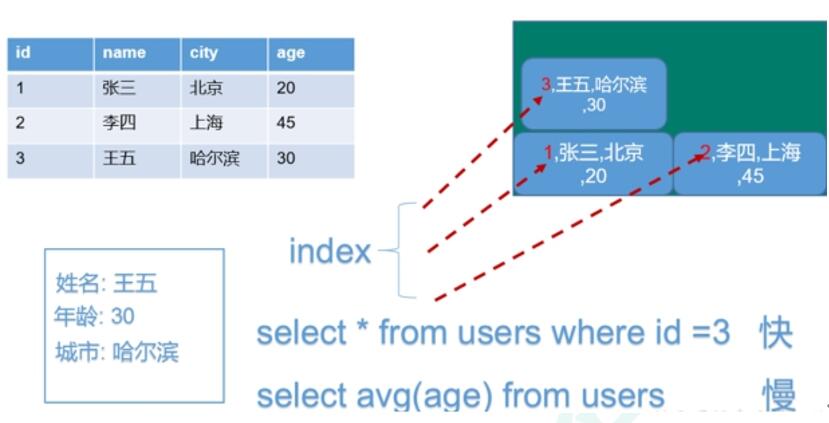 id name city age
1 张三 北京 20
2 李四 上海 45
3 王五 哈尔滨 30
3,王五,哈尔滨
,30
1,张三,北京
,20
2,李四,上海
,45
index
姓名: 王五
年龄: 30
城市: 哈尔滨
select * from users where id =3 快
select avg(age) from users 慢